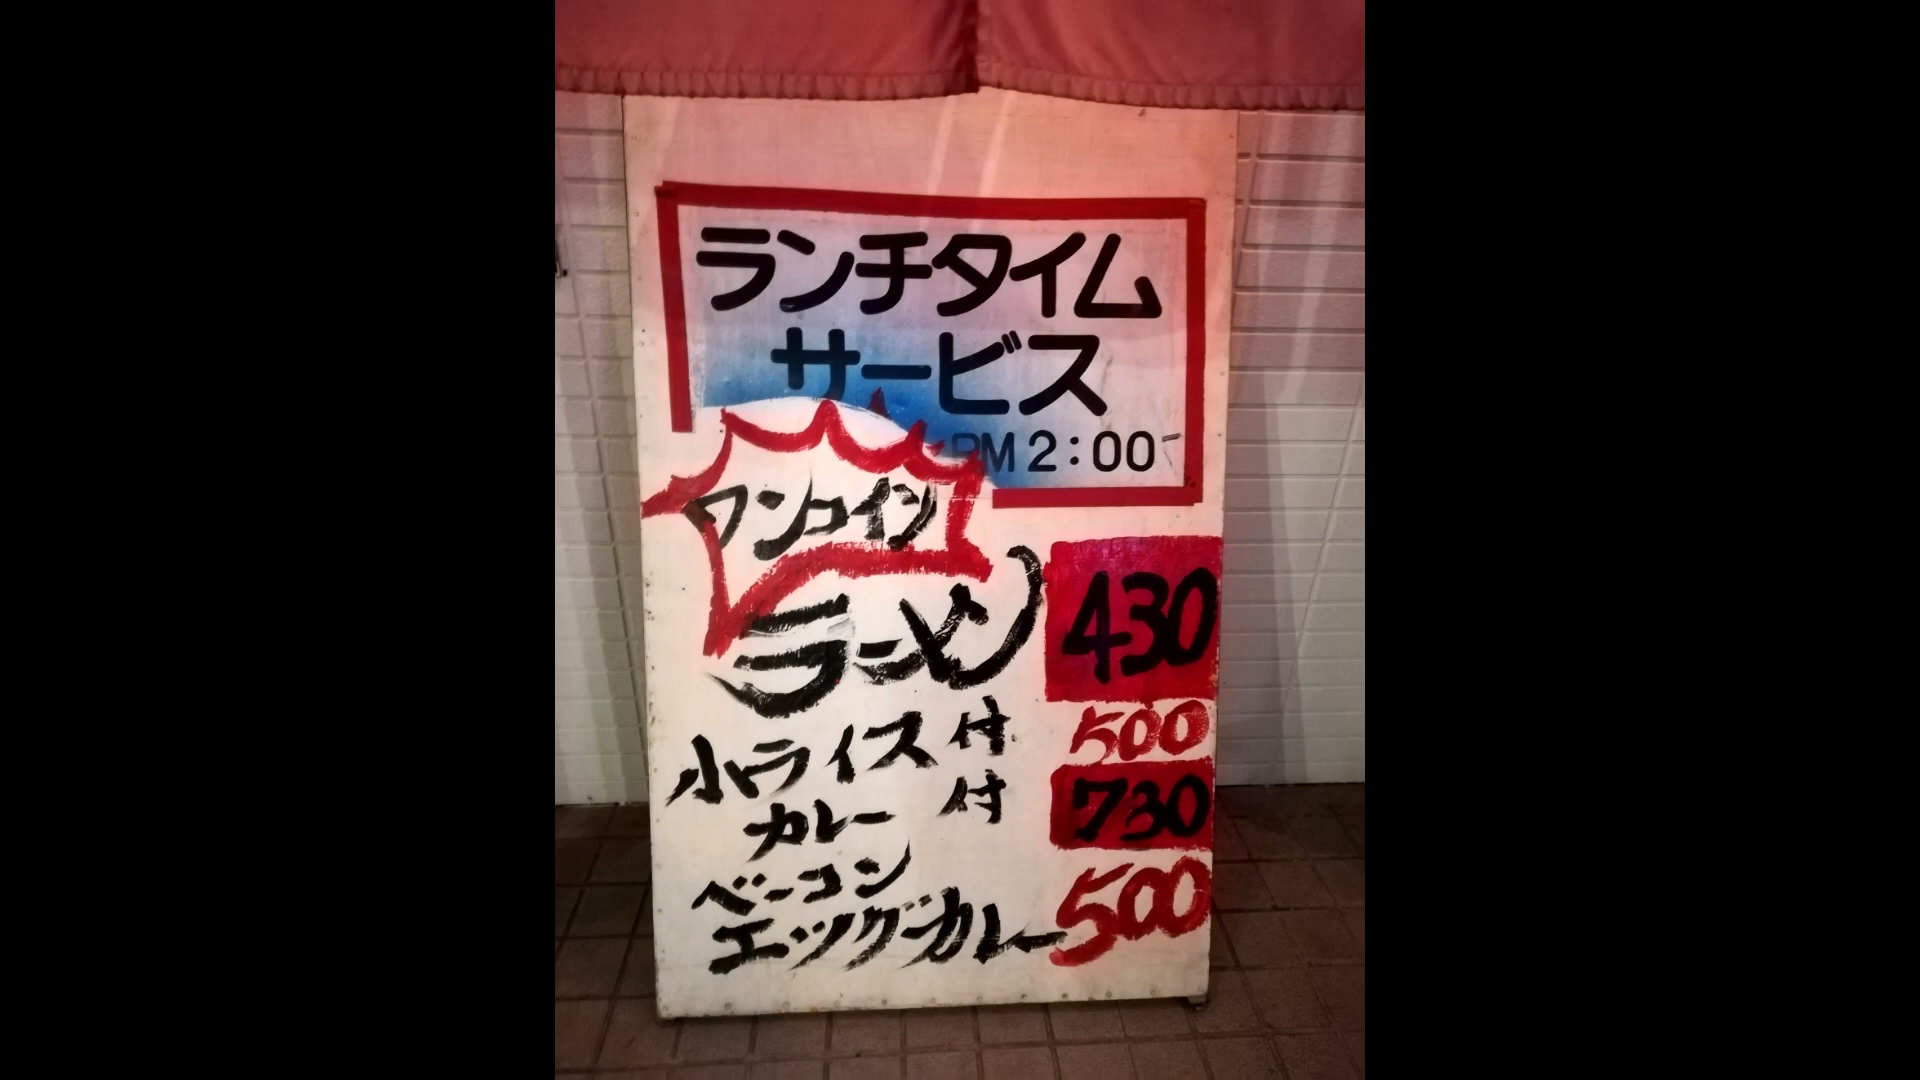 ランチタイム
サービス
PM 2:00
ワンコイン
ラーメン 430
小ライス付 500
カレー付 730
ベーコン
エッグカレー 500